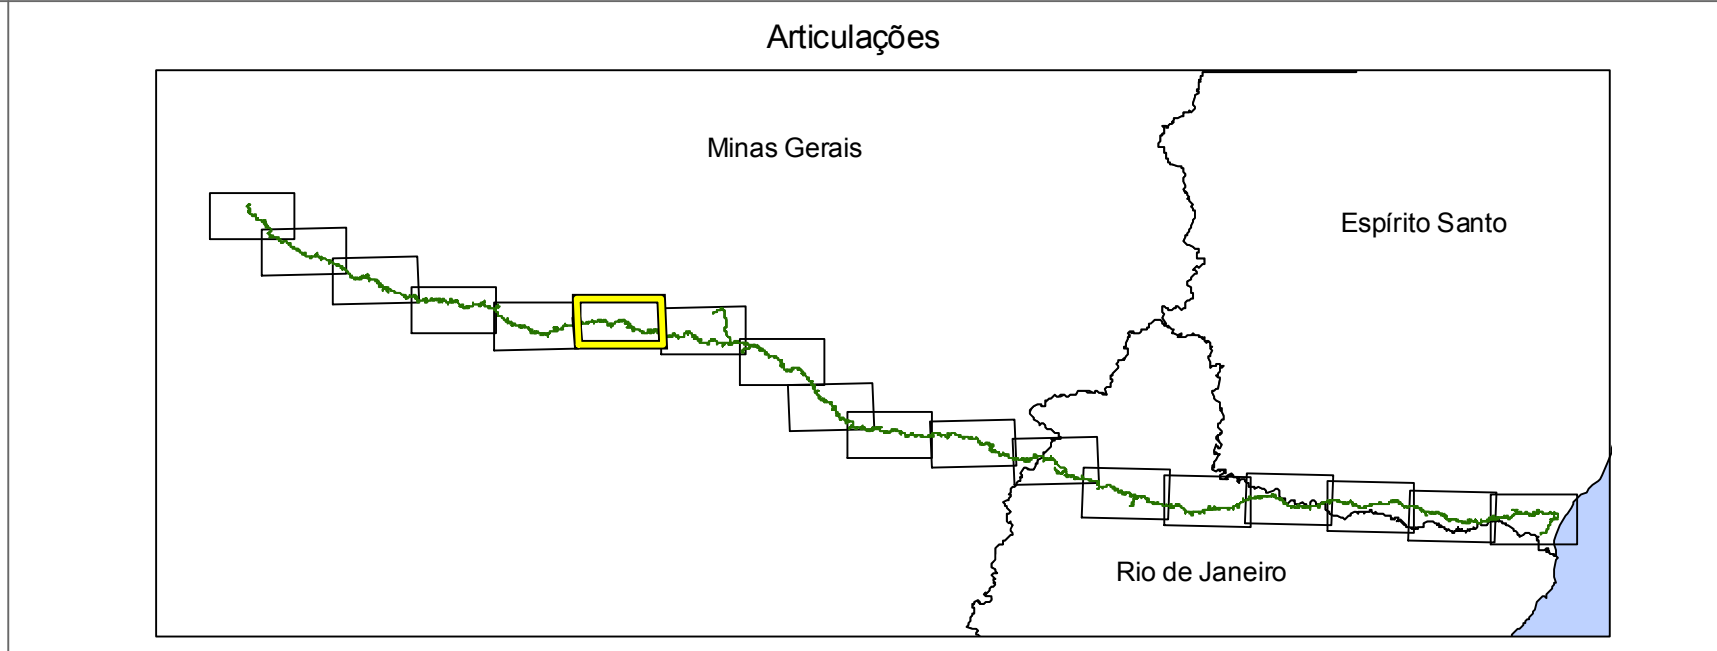 Articulações
Minas Gerais
Espírito Santo
Rio de Janeiro